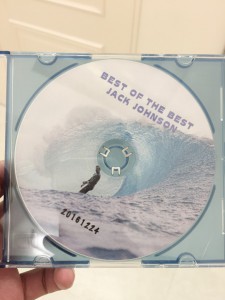 BEST OF THE BEST
JACK JOHNSON
20161224